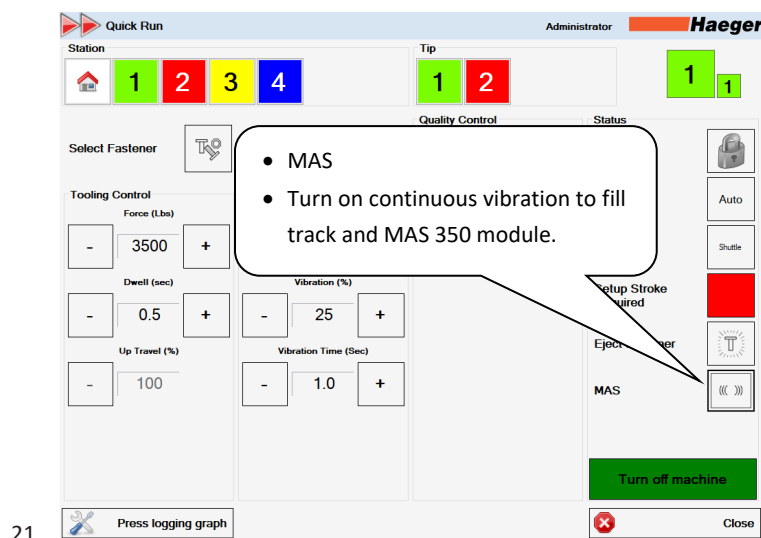 Quick Run
Administrator
Haeger
Station
1 2 3 4
Tip
1 2
1 1
Select Fastener
Quality Control
Status
• MAS
• Turn on continuous vibration to fill
track and MAS 350 module.
Auto
Shuttle
Tooling Control
Force (Lbs)
- 3500 +
Dwell (sec)
- 0.5 +
Up Travel (%)
- 100
Vibration (%)
- 25 +
Vibration Time (Sec)
- 1.0 +
Setup Stroke
Eject
MAS
((( )))
Turn off machine
Press logging graph
Close
21